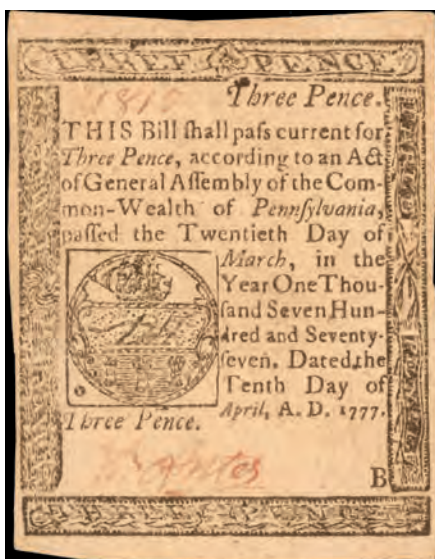 THREE PENCE
Three Pence.
THIS Bill ſhall paſs current for
Three Pence, according to an Act
of General Aſſembly of the Com-
mon-Wealth of Pennſylvania,
paſſed the Twentieth Day of
March, in the
Year One Thou-
ſand Seven Hun-
dred and Seventy-
ſeven. Dated the
Tenth Day of
April, A. D. 1777.
Three Pence.
B
THREE PENCE